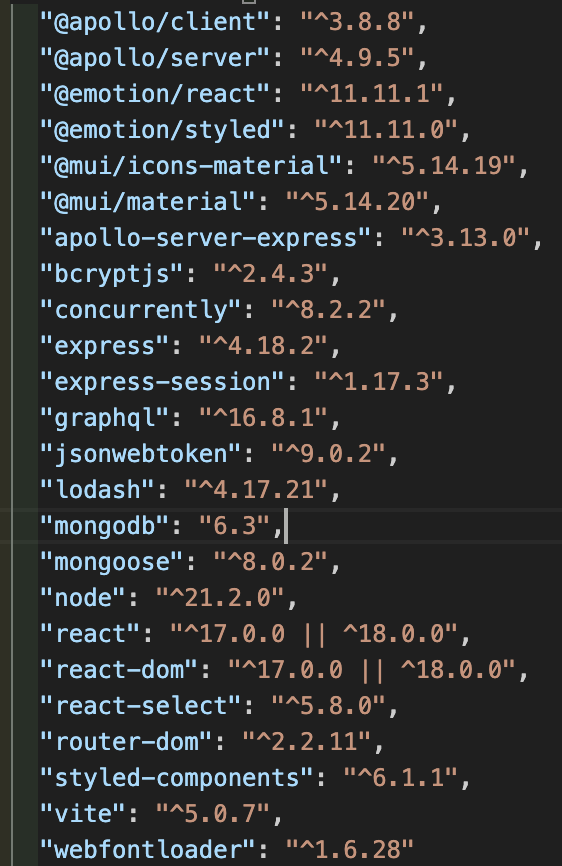 "@apollo/client": "^3.8.8",
"@apollo/server": "^4.9.5",
"@emotion/react": "^11.11.1",
"@emotion/styled": "^11.11.0",
"@mui/icons-material": "^5.14.19",
"@mui/material": "^5.14.20",
"apollo-server-express": "^3.13.0",
"bcryptjs": "^2.4.3",
"concurrently": "^8.2.2",
"express": "^4.18.2",
"express-session": "^1.17.3",
"graphql": "^16.8.1",
"jsonwebtoken": "^9.0.2",
"lodash": "^4.17.21",
"mongodb": "6.3",
"mongoose": "^8.0.2",
"node": "^21.2.0",
"react": "^17.0.0 || ^18.0.0",
"react-dom": "^17.0.0 || ^18.0.0",
"react-select": "^5.8.0",
"router-dom": "^2.2.11",
"styled-components": "^6.1.1",
"vite": "^5.0.7",
"webfontloader": "^1.6.28"